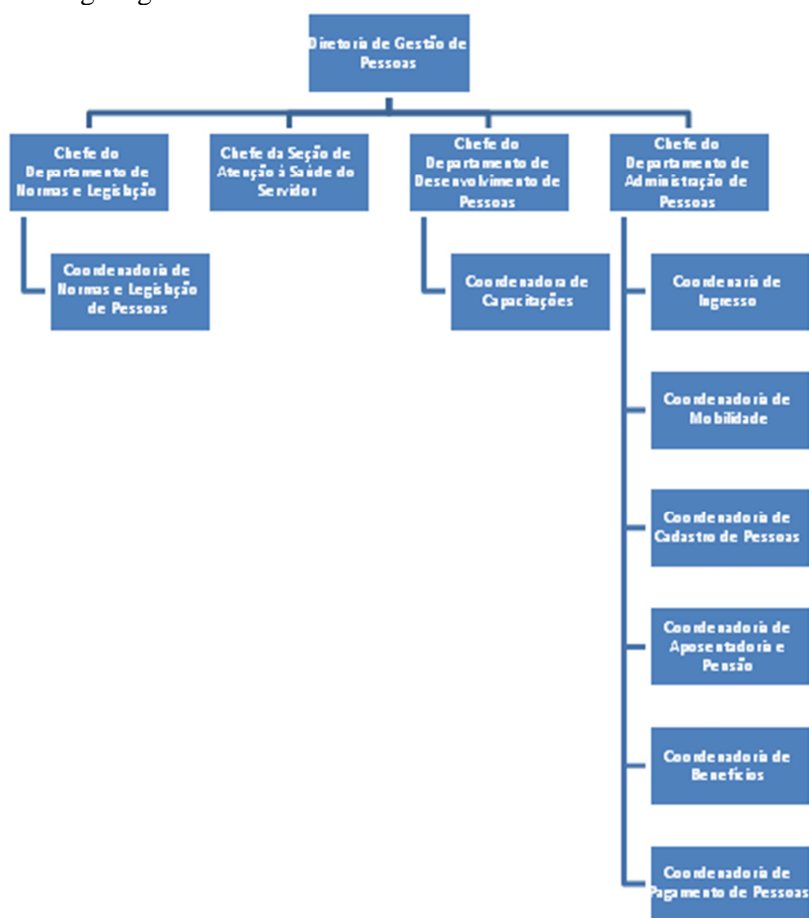 Diretoria de Gestão de
Pessoas
Chefe do
Departamento de
Normas e Legislção
Chefe da Seção de
Atenção à Saúde do
Servidor
Chefe do
Departamento de
Desenvolvimento de
Pessoas
Chefe do
Departamento de
Administração de
Pessoas
Coordenadoria de
Normas e Legislção
de Pessoas
Coordenadora de
Capacitações
Coordenaria de
Ingresso
Coordenadoria de
Mobilidade
Coordenadoria de
Cadastro de Pessoas
Coordenadoria de
Aposentadoria e
Pensão
Coordenadoria de
Benefícios
Coordenadoria de
Pagamento de Pessoas